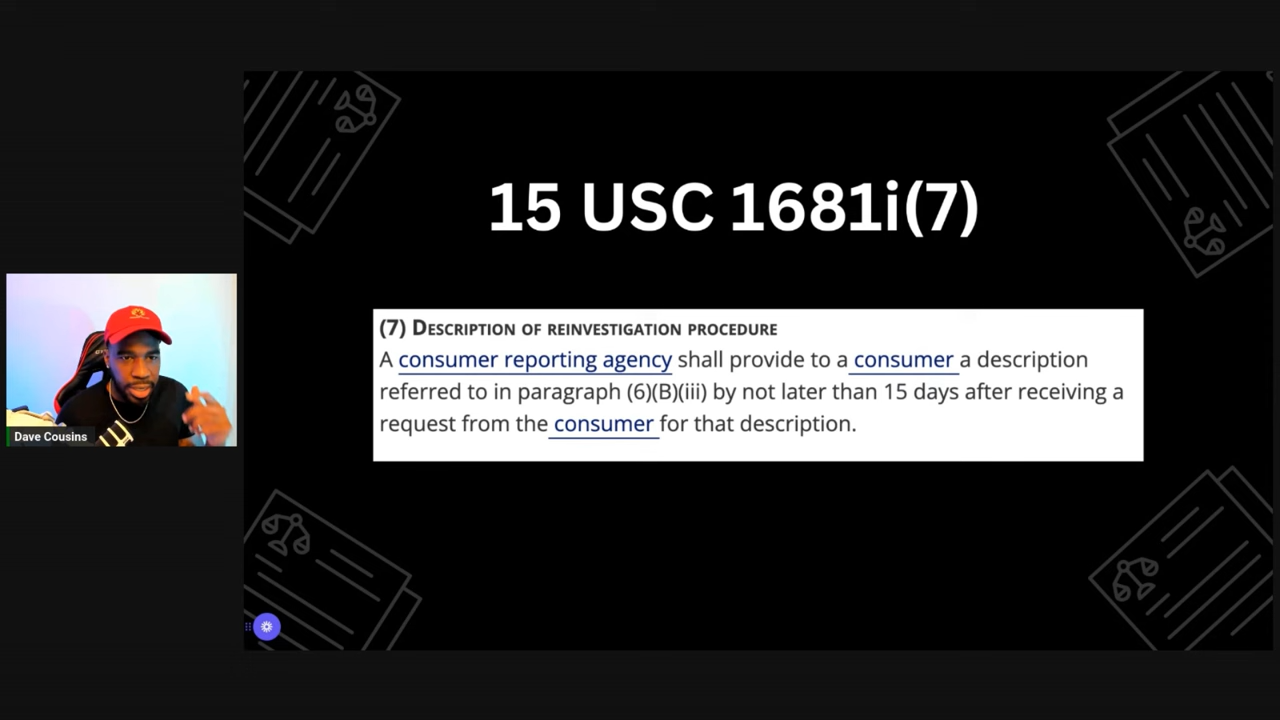 15 USC 1681i(7)
(7) Description of reinvestigation procedure
A consumer reporting agency shall provide to a consumer a description
referred to in paragraph (6)(B)(iii) by not later than 15 days after receiving a
request from the consumer for that description.
Dave Cousins